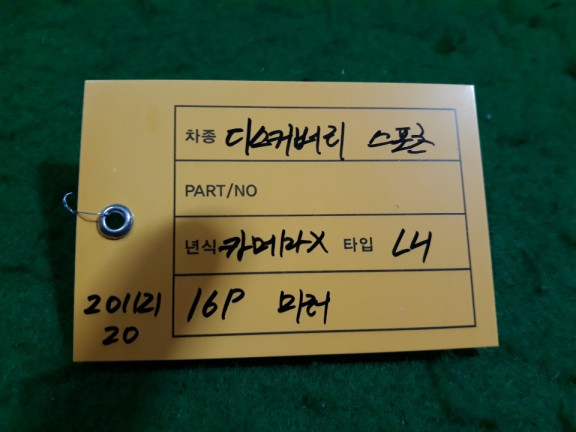 차종 디스커버리 스포츠
PART/NO
년식 카메라X 타입 LH
16P 미러
201121
20